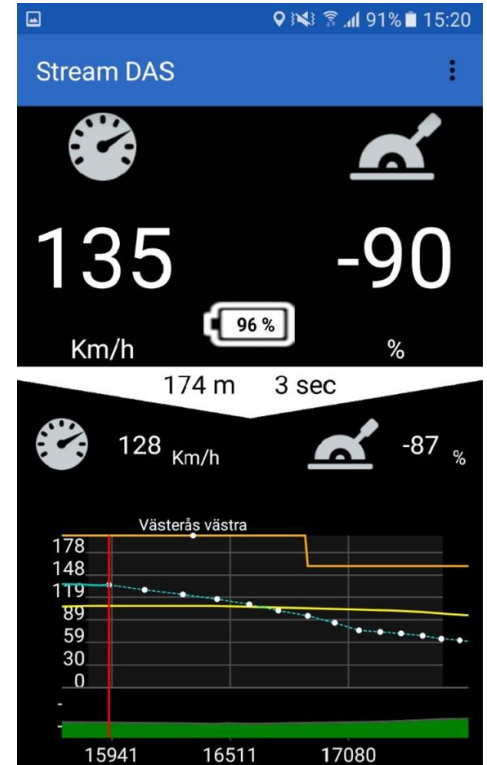 91% 15:20
Stream DAS
135 -90
96 %
Km/h %
174 m 3 sec
128 Km/h -87 %
Västerås västra
178
148
119
89
59
30
0
-
-
15941 16511 17080